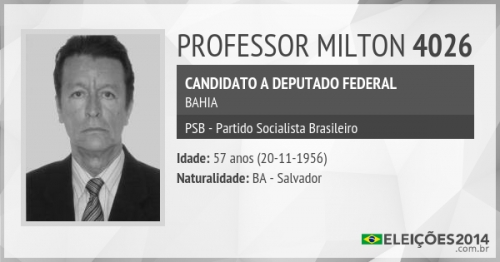 PROFESSOR MILTON 4026
CANDIDATO A DEPUTADO FEDERAL
BAHIA
PSB - Partido Socialista Brasileiro
Idade: 57 anos (20-11-1956)
Naturalidade: BA - Salvador
ELEIÇÕES2014
.com.br